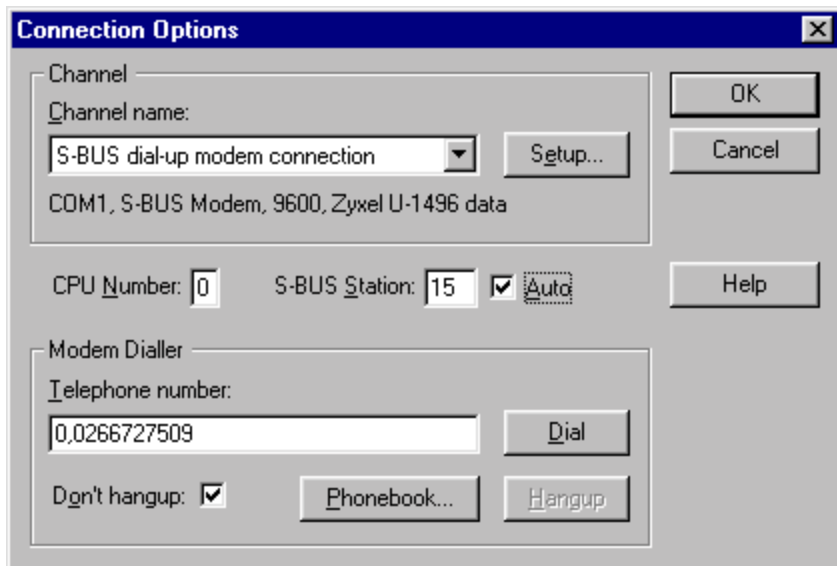 Connection Options
Channel
Channel name:
S-BUS dial-up modem connection
Setup...
COM1, S-BUS Modem, 9600, Zyxel U-1496 data
OK
Cancel
CPU Number: 0 S-BUS Station: 15 Auto
Help
Modem Dialler
Telephone number:
0,0266727509
Dial
Don't hangup:
Phonebook...
Hangup